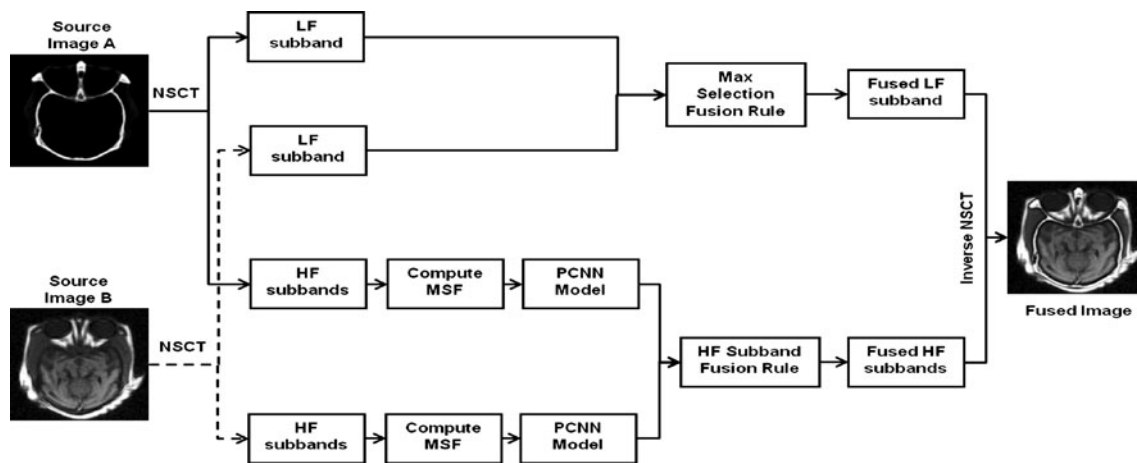 Source
Image A
NSCT
LF
subband
LF
subband
Max
Selection
Fusion Rule
Fused LF
subband
Source
Image B
NSCT
HF
subbands
Compute
MSF
PCNN
Model
HF
subbands
Compute
MSF
PCNN
Model
HF Subband
Fusion Rule
Fused HF
subbands
Inverse NSCT
Fused Image